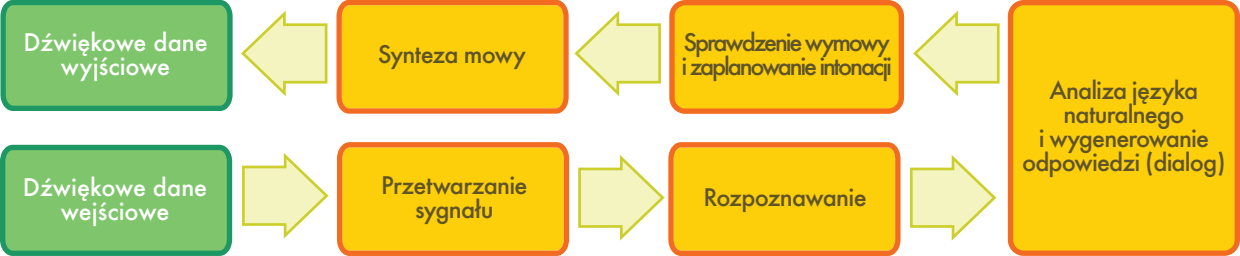 Dźwiękowe dane
wyjściowe
Synteza mowy
Sprawdzenie wymowy
i zaplanowanie intonacji
Analiza języka
naturalnego
i wygenerowanie
odpowiedzi (dialog)
Dźwiękowe dane
wejściowe
Przetwarzanie
sygnału
Rozpoznawanie